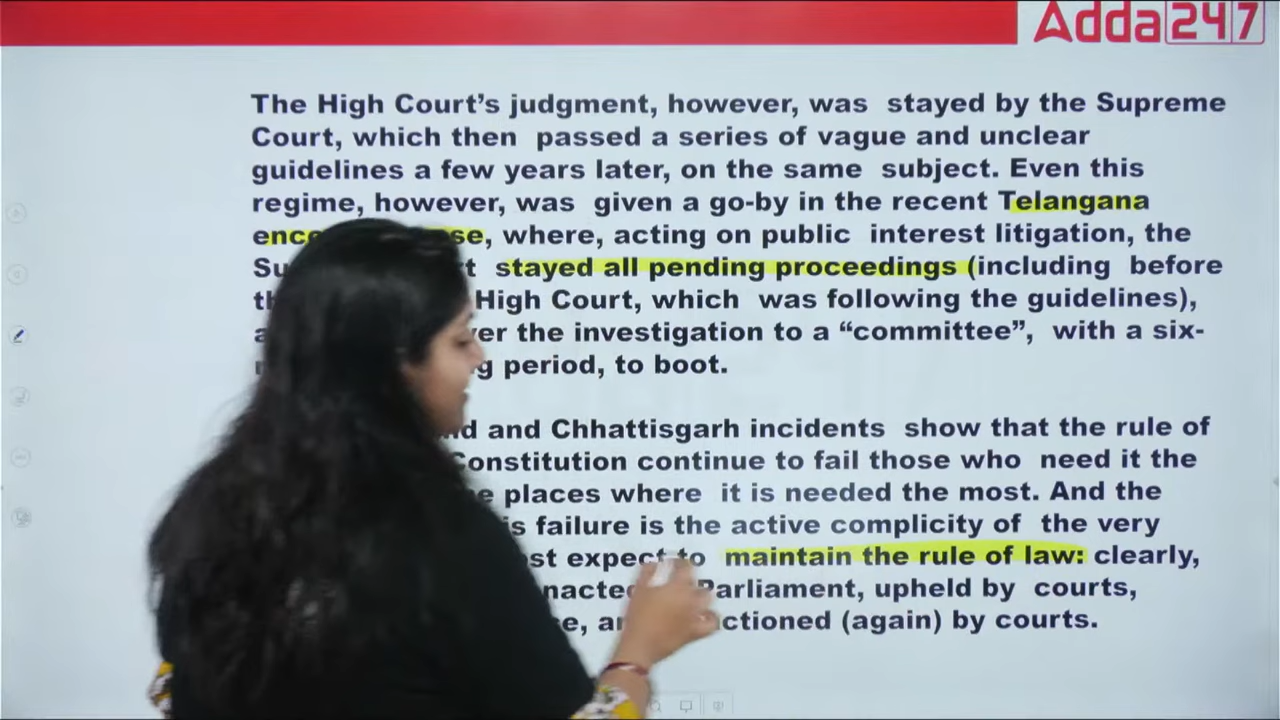 Adda247
The High Court's judgment, however, was stayed by the Supreme
Court, which then passed a series of vague and unclear
guidelines a few years later, on the same subject. Even this
regime, however, was given a go-by in the recent Telangana
where, acting on public interest litigation, the
stayed all pending proceedings (including before
High Court, which was following the guidelines),
the investigation to a “committee”, with a six-
period, to boot.
and Chhattisgarh incidents show that the rule of
Constitution continue to fail those who need it the
places where it is needed the most. And the
failure is the active complicity of the very
expect to maintain the rule of law: clearly,
Parliament, upheld by courts,
(again) by courts.